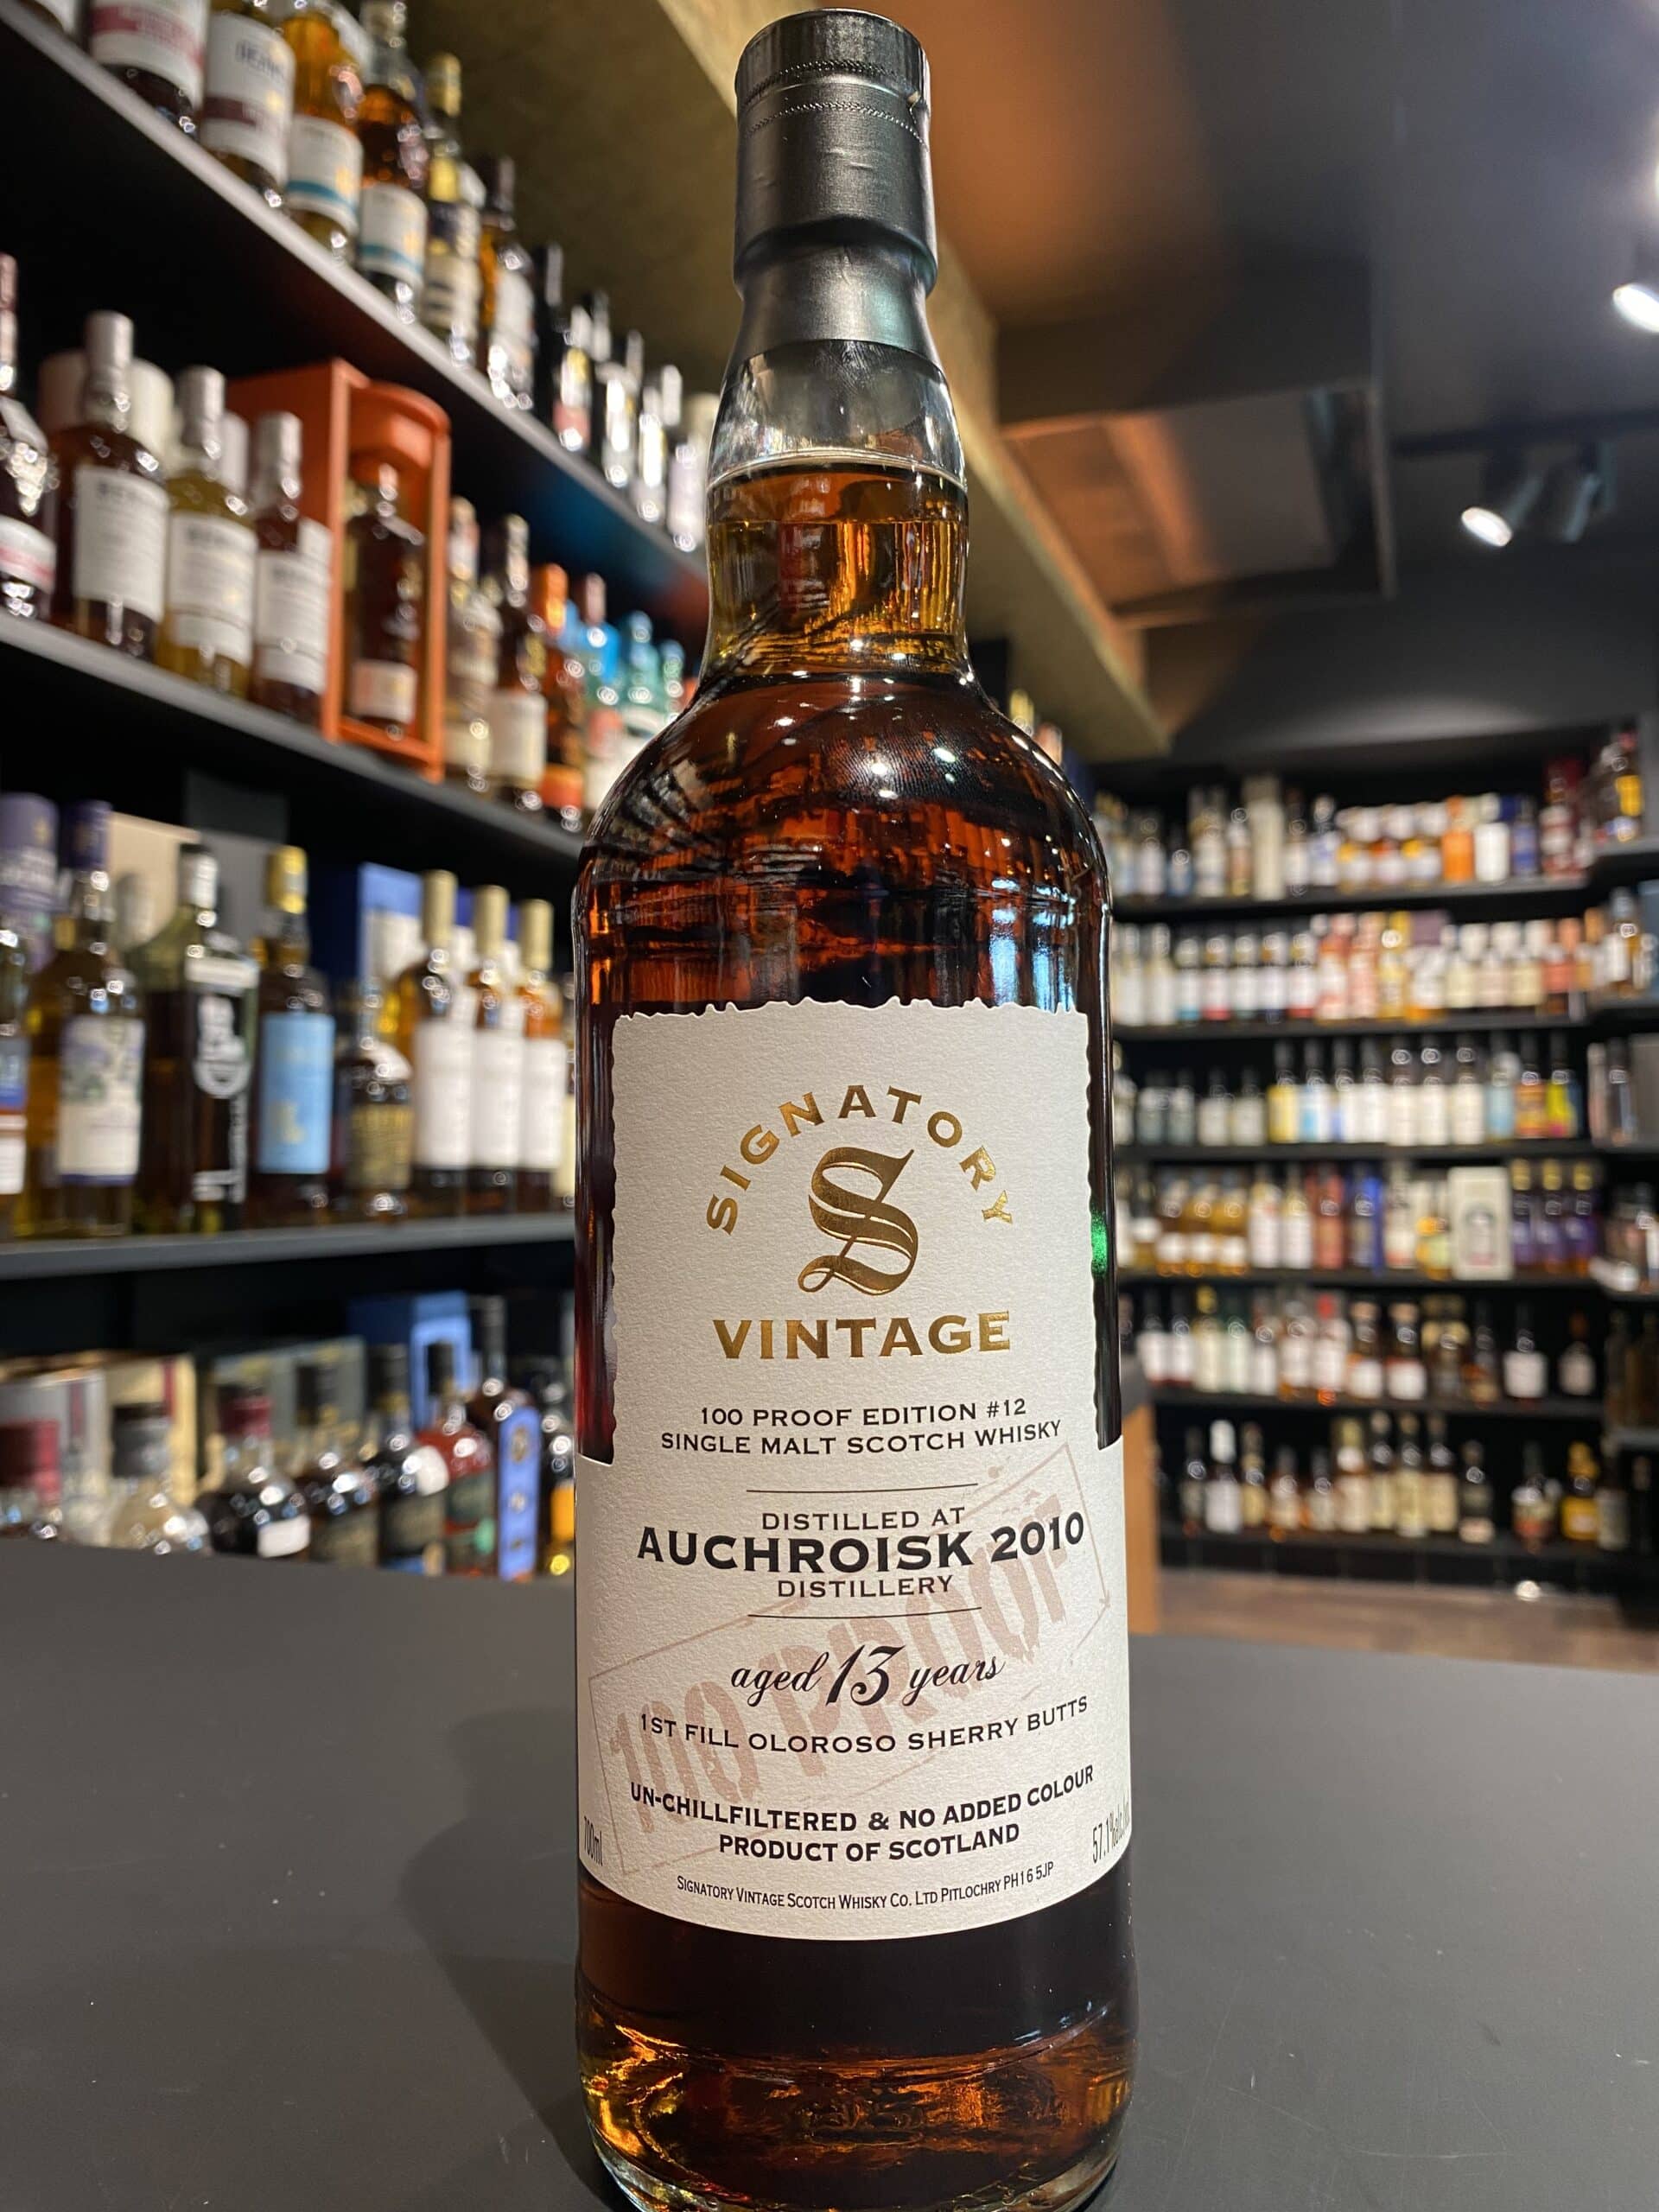 SIGNATORY
S
VINTAGE
100 PROOF EDITION #12
SINGLE MALT SCOTCH WHISKY
DISTILLED AT
AUCHROISK 2010
DISTILLERY
100 PROOF
aged 13 years
1ST FILL OLOROSO SHERRY BUTTS
UN-CHILLFILTERED & NO ADDED COLOUR
PRODUCT OF SCOTLAND
700ml
57.1%
SIGNATORY VINTAGE SCOTCH WHISKY CO. LTD PITLOCHRY PH16 5JP